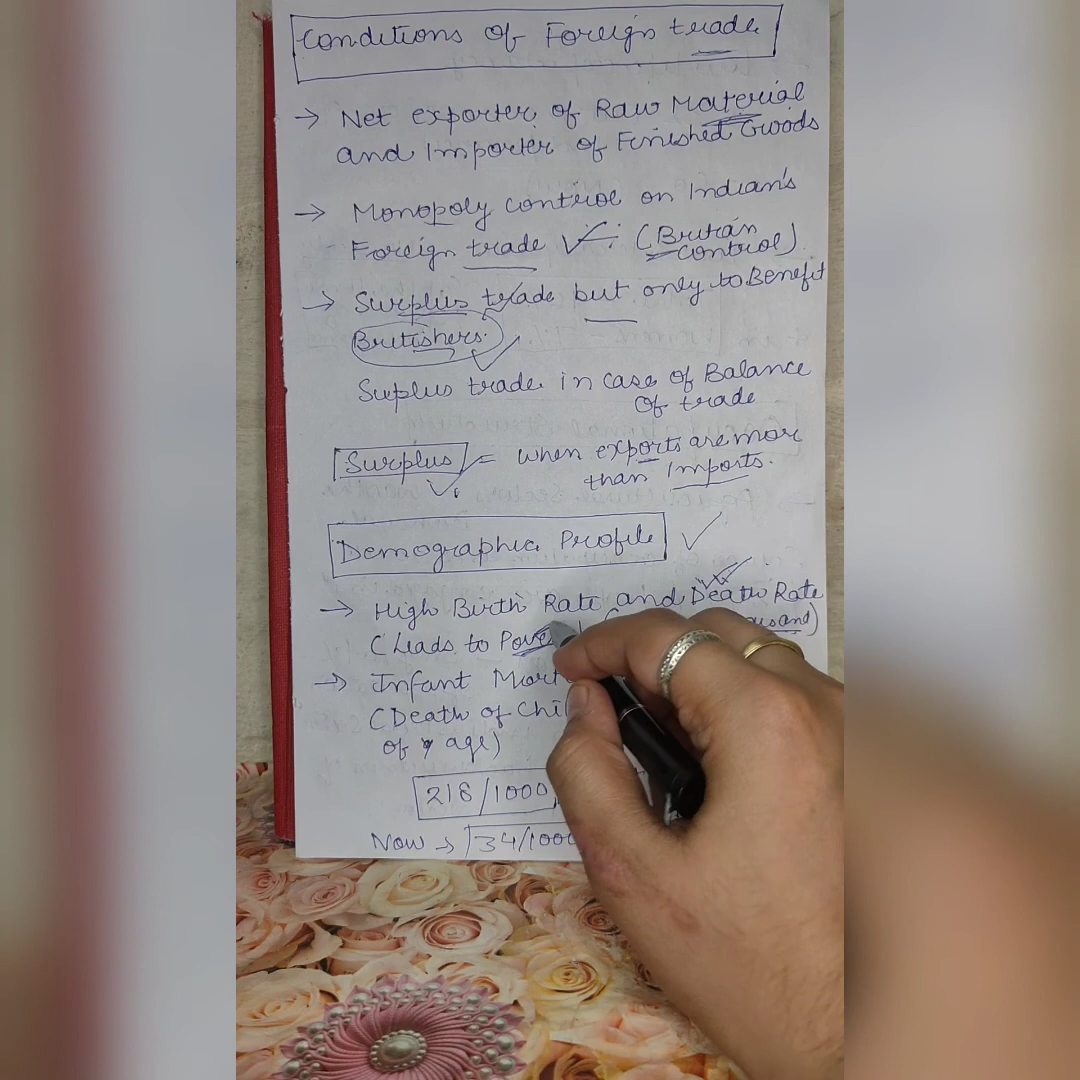 Conditions of Foreign trade
→ Net exporter of Raw Material
and Importer of Finished Goods
→ Monopoly control on Indian's
Foreign trade (Britain
control)
→ Surplus trade but only to Benefit
Britishers.
Suplus trade in case of Balance
of trade
Surplus = when exports are more
than Imports.
Demographic Profile
→ High Birth Rate and Death Rate
(Leads to
→ Infant
(Death of
of age)
218/1000
Now → 34/1000